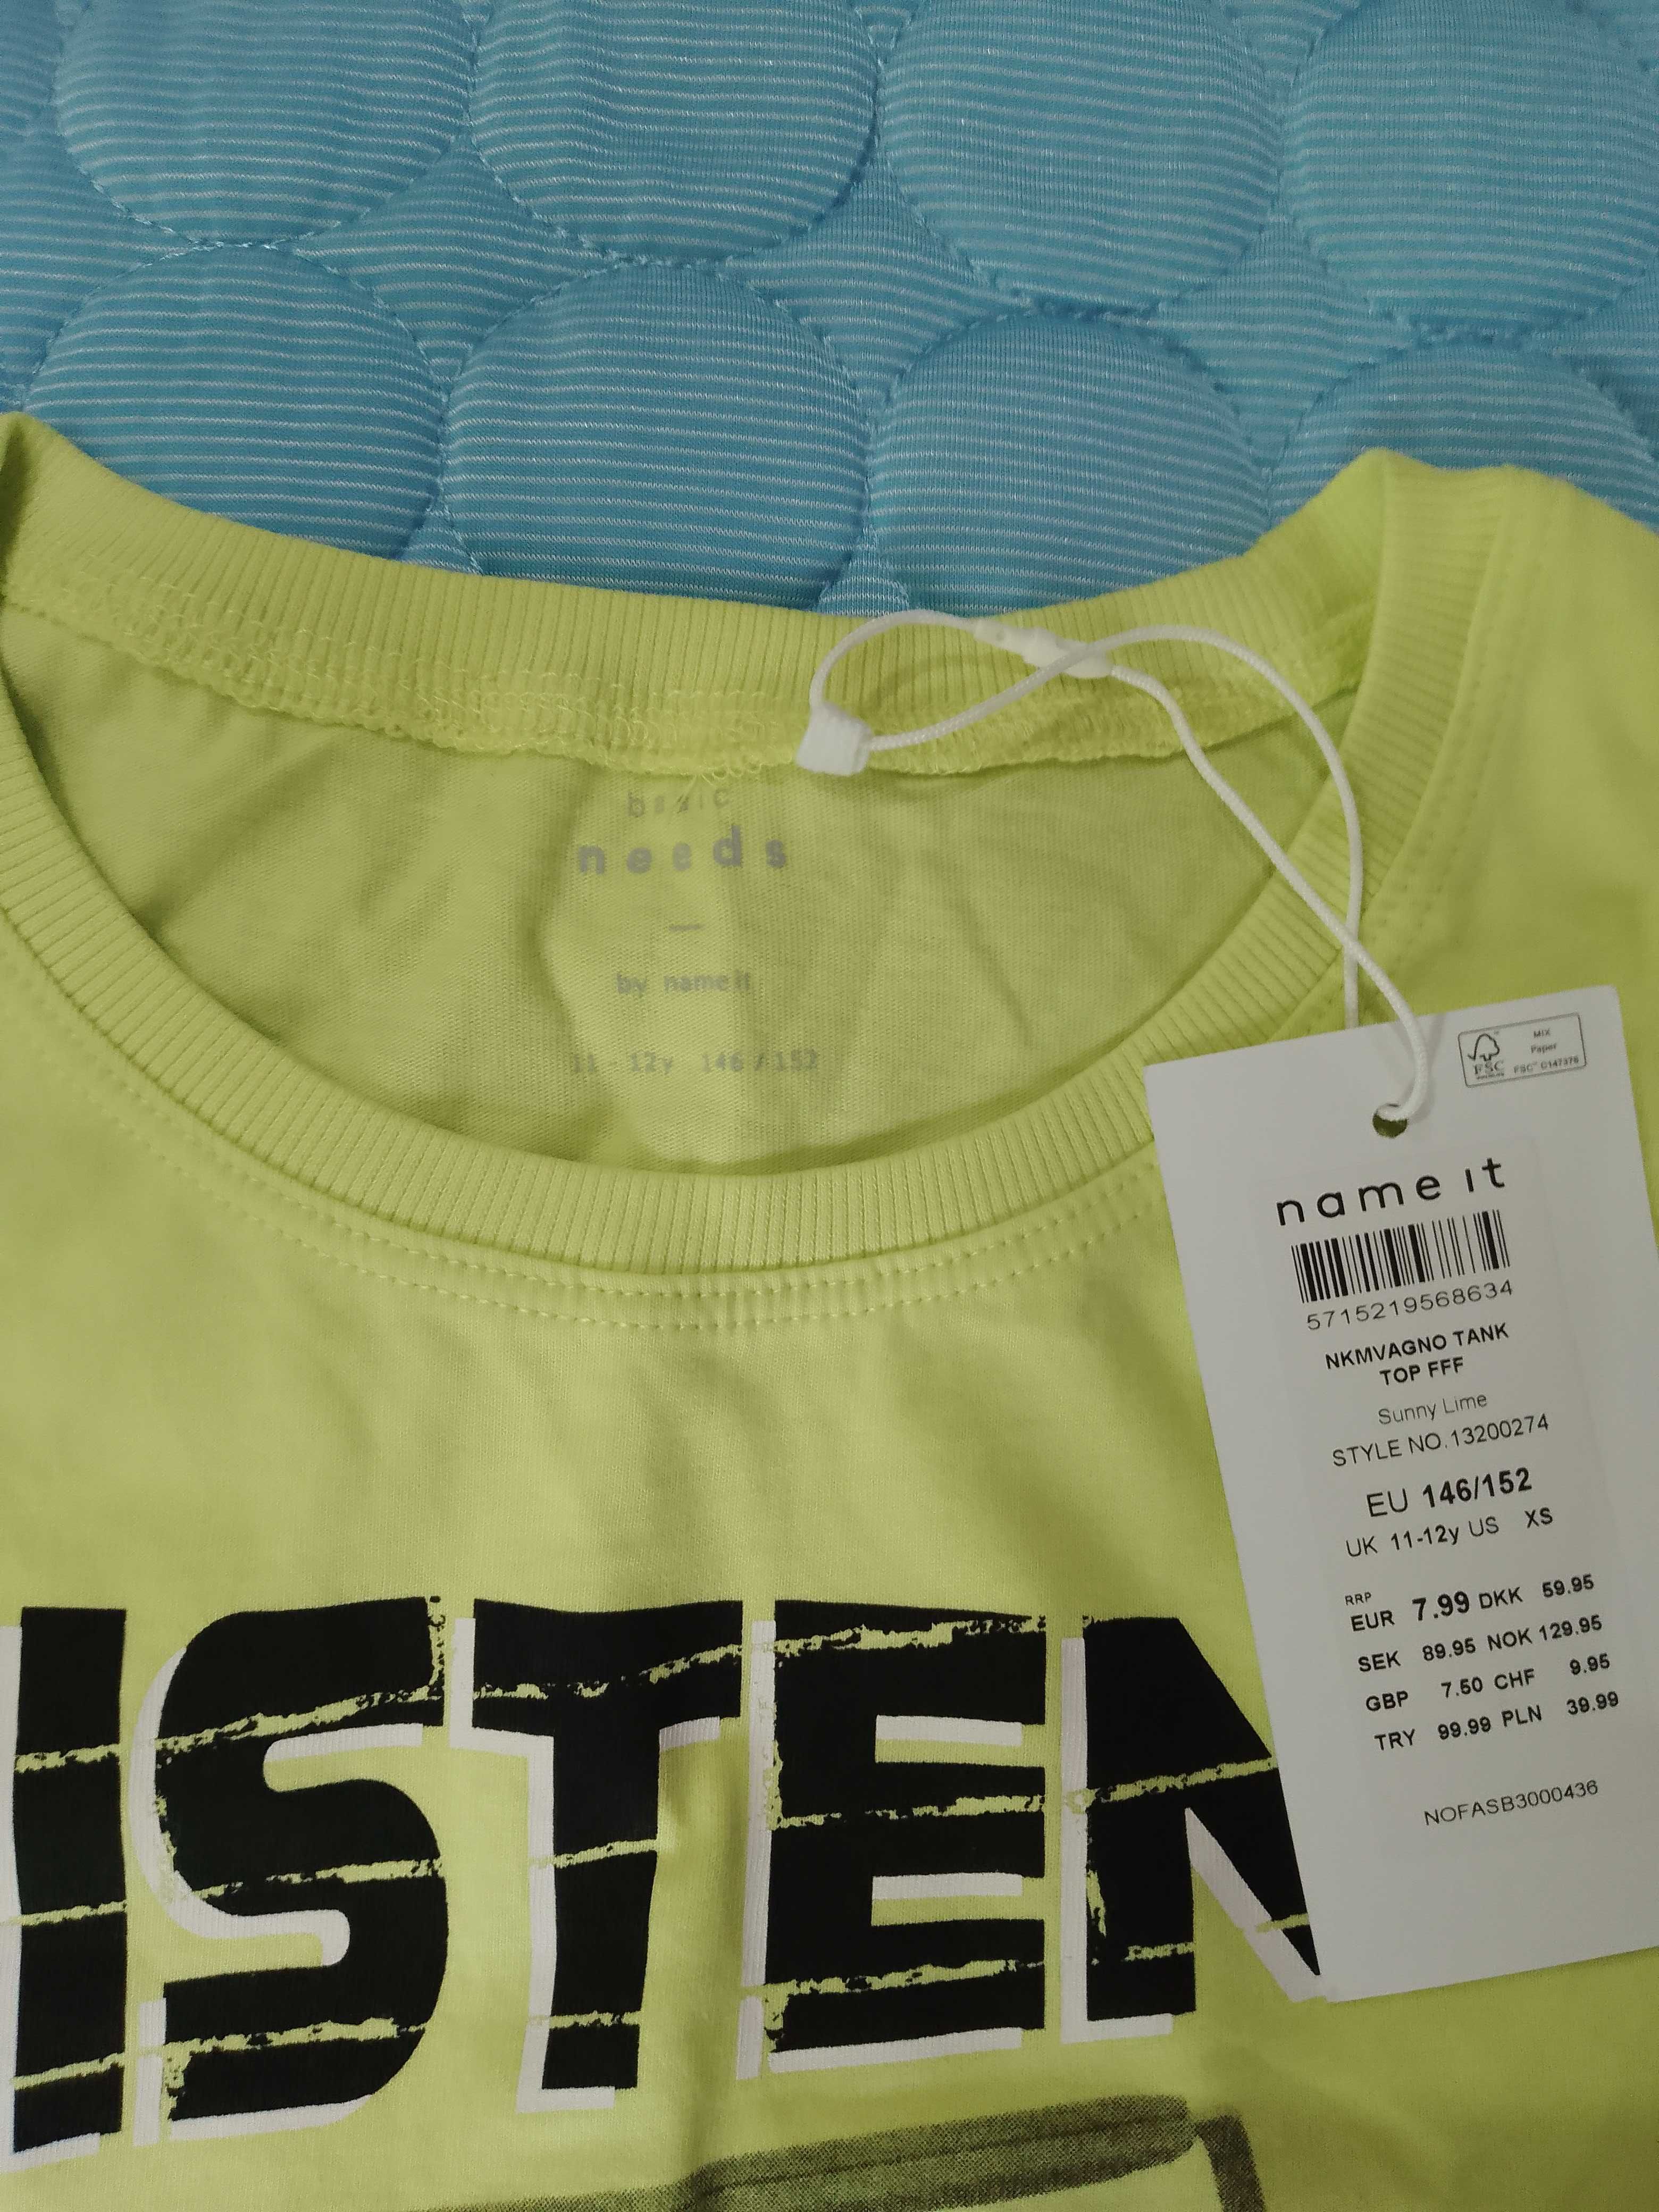 basic
needs
by name it
11 - 12y 146 / 152
MIX
Paper
FSC™ C147376
FSC
name it
5715219568634
NKMVAGNO TANK
TOP FFF
Sunny Lime
STYLE NO.13200274
EU 146/152
UK 11-12y US XS
RRP
EUR 7.99 DKK 59.95
SEK 89.95 NOK 129.95
GBP 7.50 CHF 9.95
TRY 99.99 PLN 39.99
NOFASB3000436
ISTEN